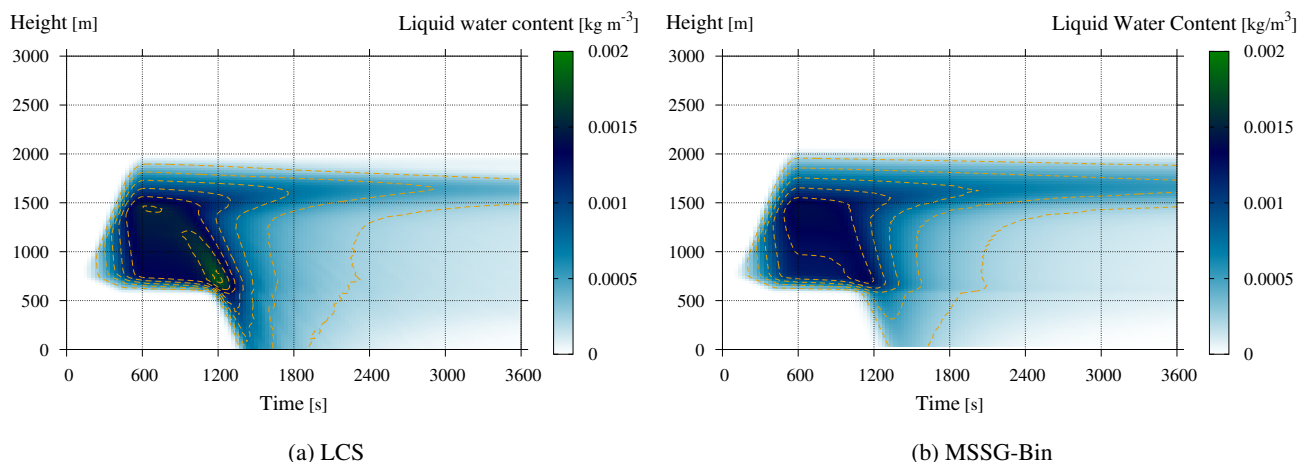 Height [m]
Liquid water content [kg m⁻³]
3000
2500
2000
1500
1000
500
0
0 600 1200 1800 2400 3000 3600
Time [s]
0.002
0.0015
0.001
0.0005
0
(a) LCS
Height [m]
Liquid Water Content [kg/m³]
3000
2500
2000
1500
1000
500
0
0 600 1200 1800 2400 3000 3600
Time [s]
0.002
0.0015
0.001
0.0005
0
(b) MSSG-Bin